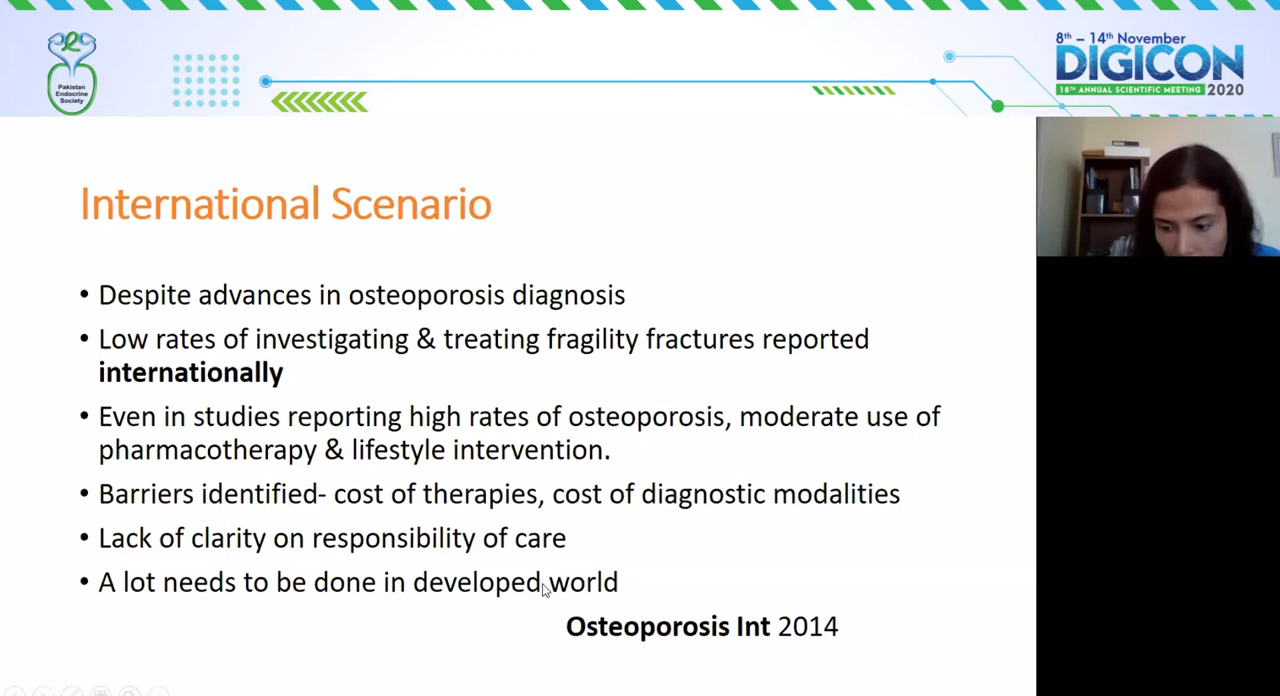 Pakistan
Endocrine
Society
8th – 14th November
DIGICON
18TH ANNUAL SCIENTIFIC MEETING 2020
International Scenario
• Despite advances in osteoporosis diagnosis
• Low rates of investigating & treating fragility fractures reported
internationally
• Even in studies reporting high rates of osteoporosis, moderate use of
pharmacotherapy & lifestyle intervention.
• Barriers identified- cost of therapies, cost of diagnostic modalities
• Lack of clarity on responsibility of care
• A lot needs to be done in developed world
Osteoporosis Int 2014